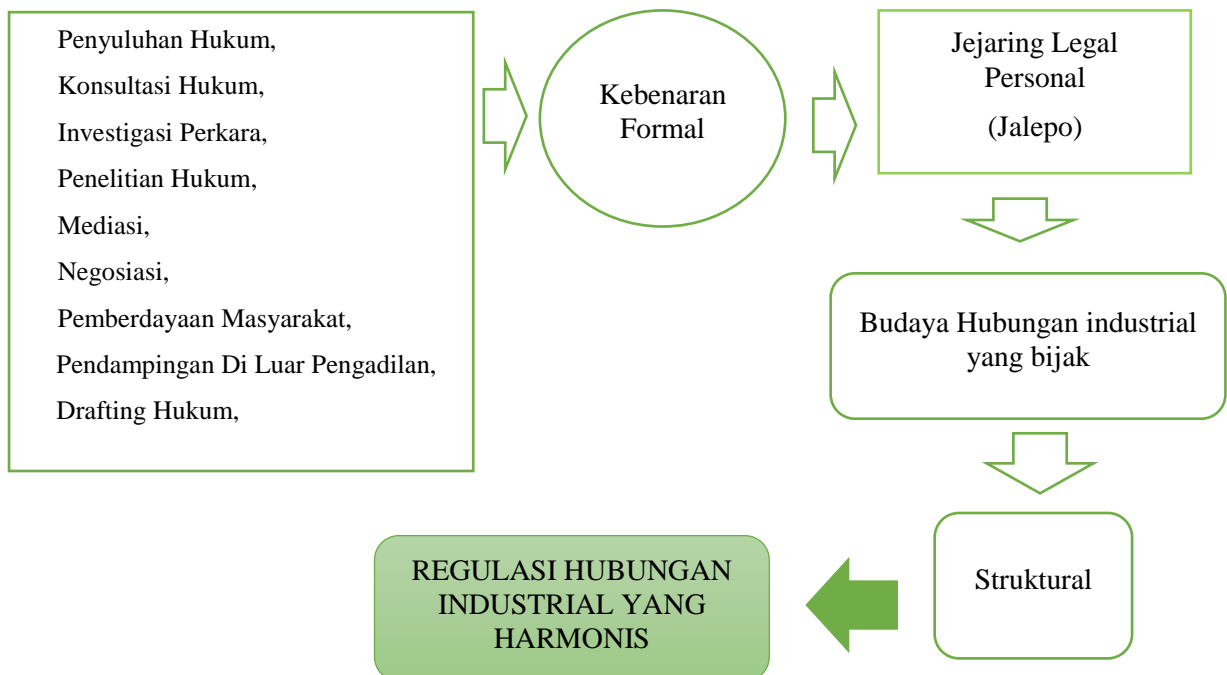 Penyuluhan Hukum,
Konsultasi Hukum,
Investigasi Perkara,
Penelitian Hukum,
Mediasi,
Negosiasi,
Pemberdayaan Masyarakat,
Pendampingan Di Luar Pengadilan,
Drafting Hukum,
Kebenaran
Formal
Jejaring Legal
Personal
(Jalepo)
Budaya Hubungan industrial
yang bijak
Struktural
REGULASI HUBUNGAN
INDUSTRIAL YANG
HARMONIS